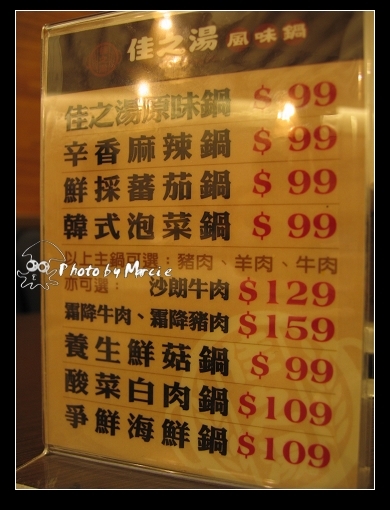 佳之湯 風味鍋
佳之湯原味鍋 $ 99
辛香麻辣鍋 $ 99
鮮採蕃茄鍋 $ 99
韓式泡菜鍋 $ 99
以上主鍋可選：豬肉、羊肉、牛肉
亦可選： 沙朗牛肉 $129
霜降牛肉、霜降豬肉 $159
養生鮮菇鍋 $ 99
酸菜白肉鍋 $109
爭鮮海鮮鍋 $109
Photo by Mrcie